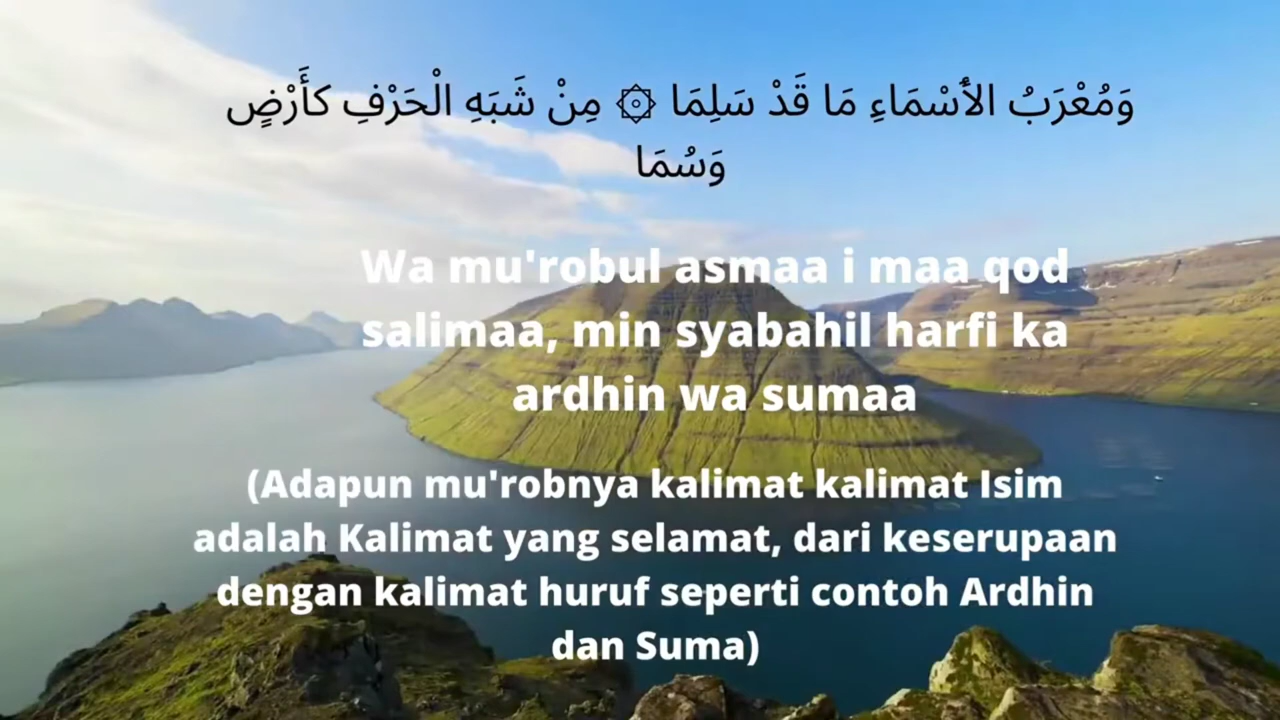 وَمُعْرَبُ الأَسْمَاءِ مَا قَدْ سَلِمَا ۞ مِنْ شَبَهِ الْحَرْفِ كأَرْضٍ
وَسُمَا
Wa mu'robul asmaa i maa qod
salimaa, min syabahil harfi ka
ardhin wa sumaa
(Adapun mu'robnya kalimat kalimat Isim
adalah Kalimat yang selamat, dari keserupaan
dengan kalimat huruf seperti contoh Ardhin
dan Suma)